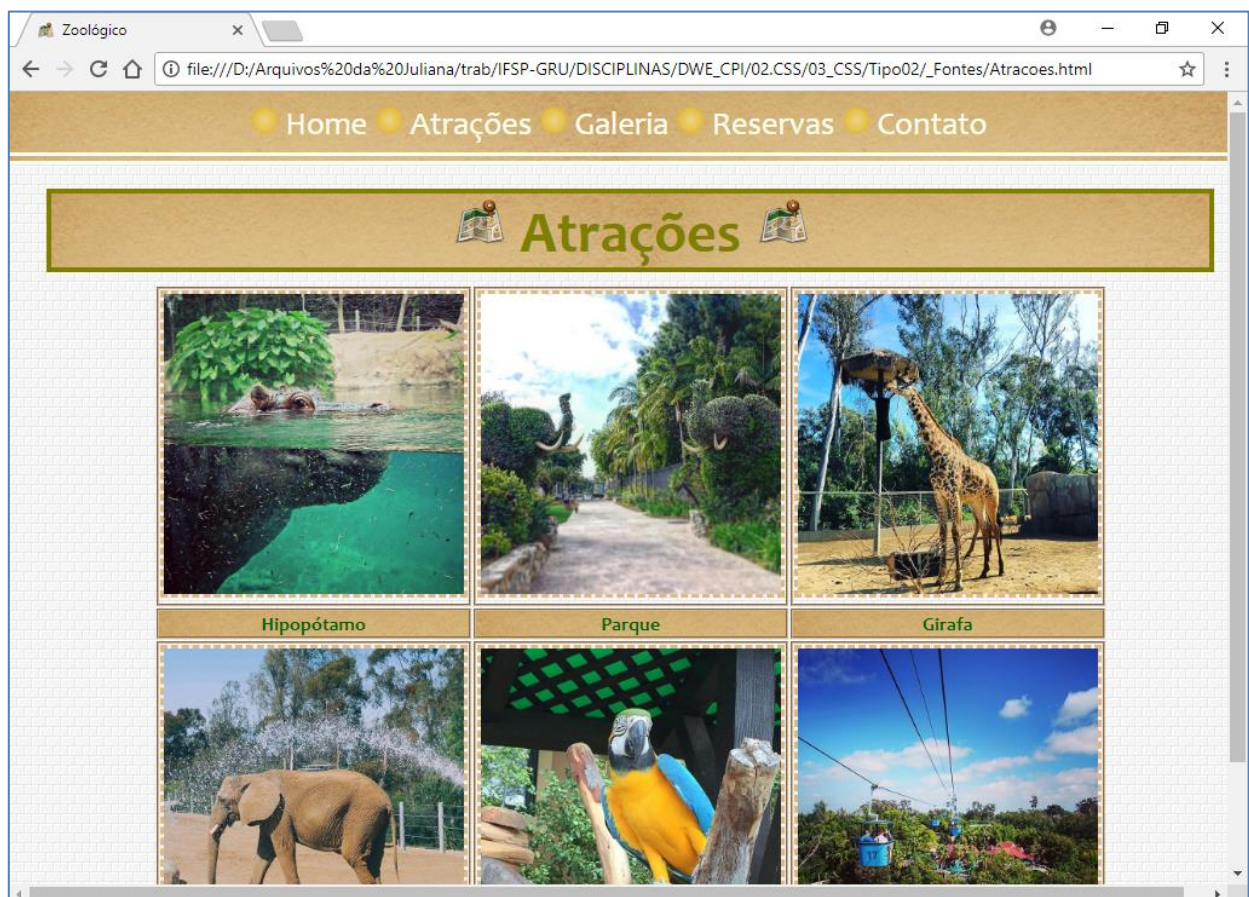 Zoológico
file:///D:/Arquivos%20da%20Juliana/trab/IFSP-GRU/DISCIPLINAS/DWE_CPI/02.CSS/03_CSS/Tipo02/_Fontes/Atracoes.html
Home Atrações Galeria Reservas Contato
Atrações
Hipopótamo Parque Girafa
17